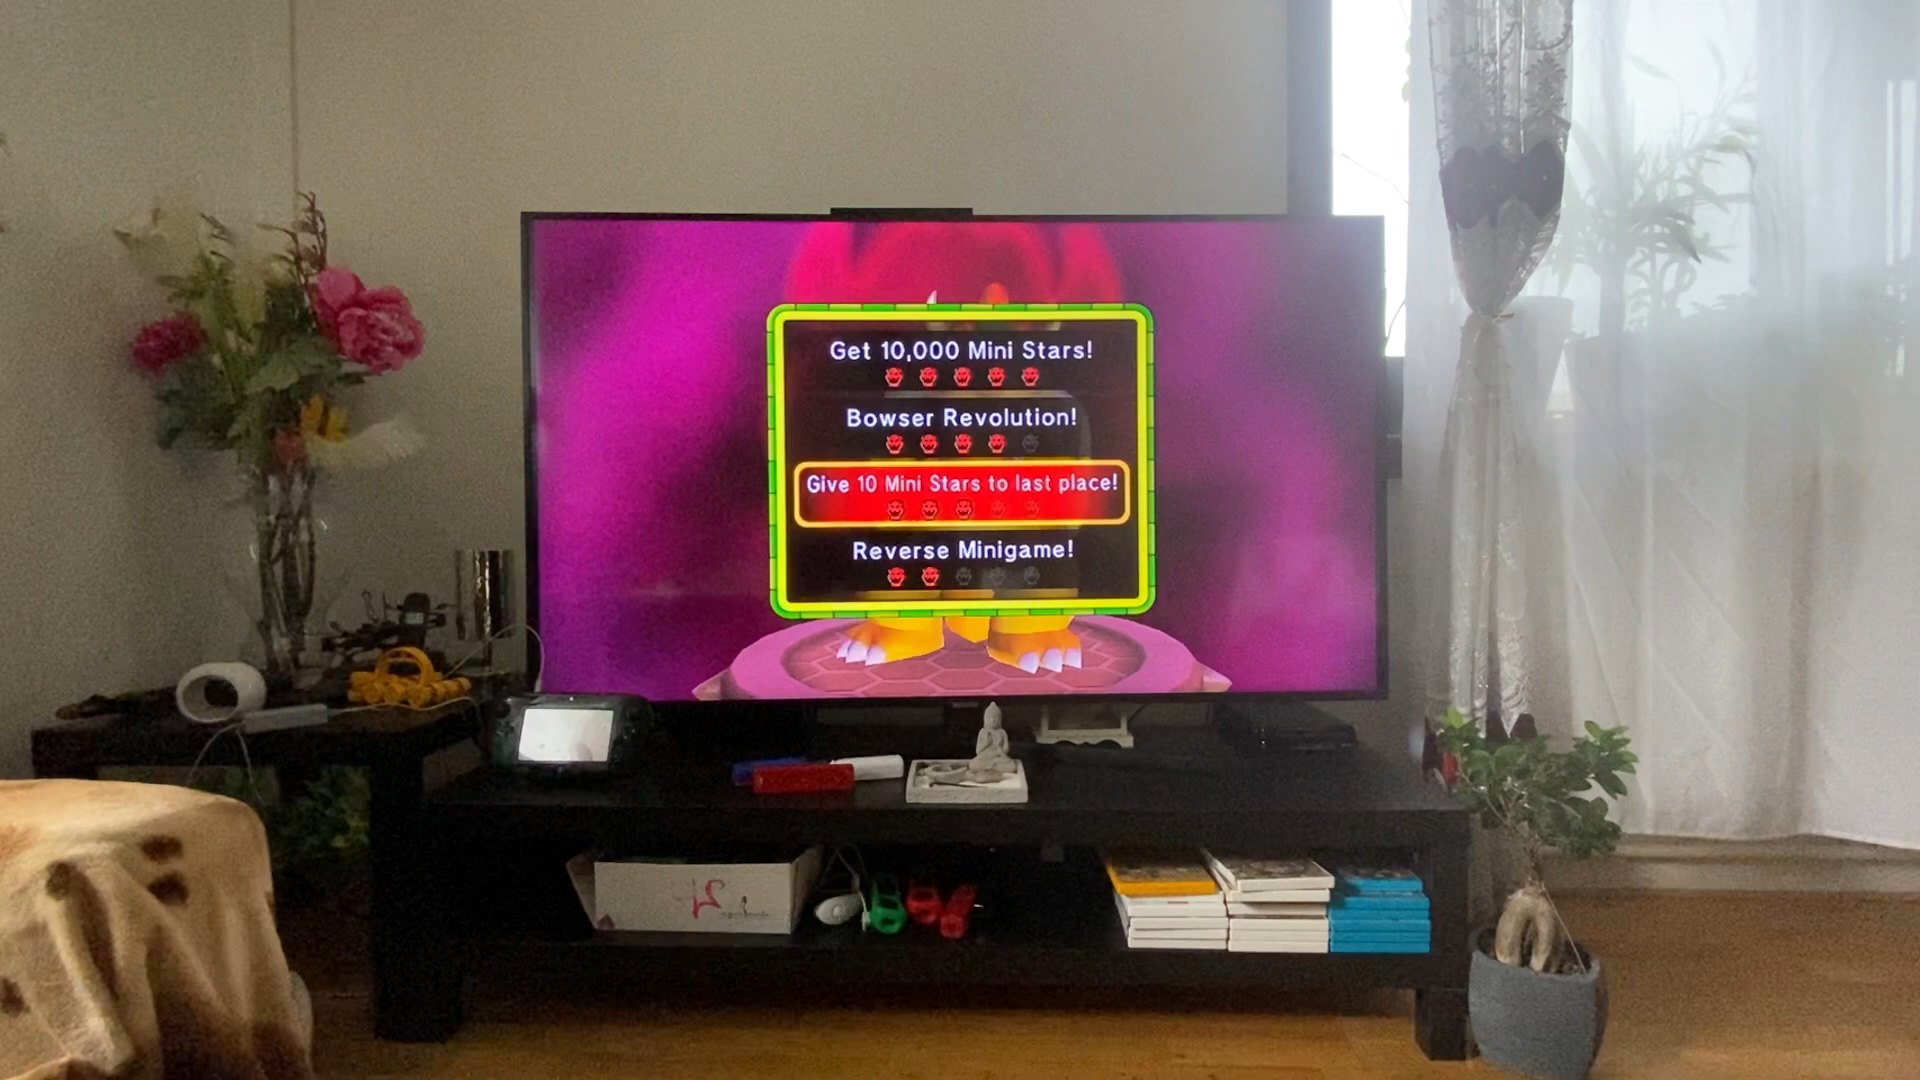 Get 10,000 Mini Stars!
Bowser Revolution!
Give 10 Mini Stars to last place!
Reverse Minigame!